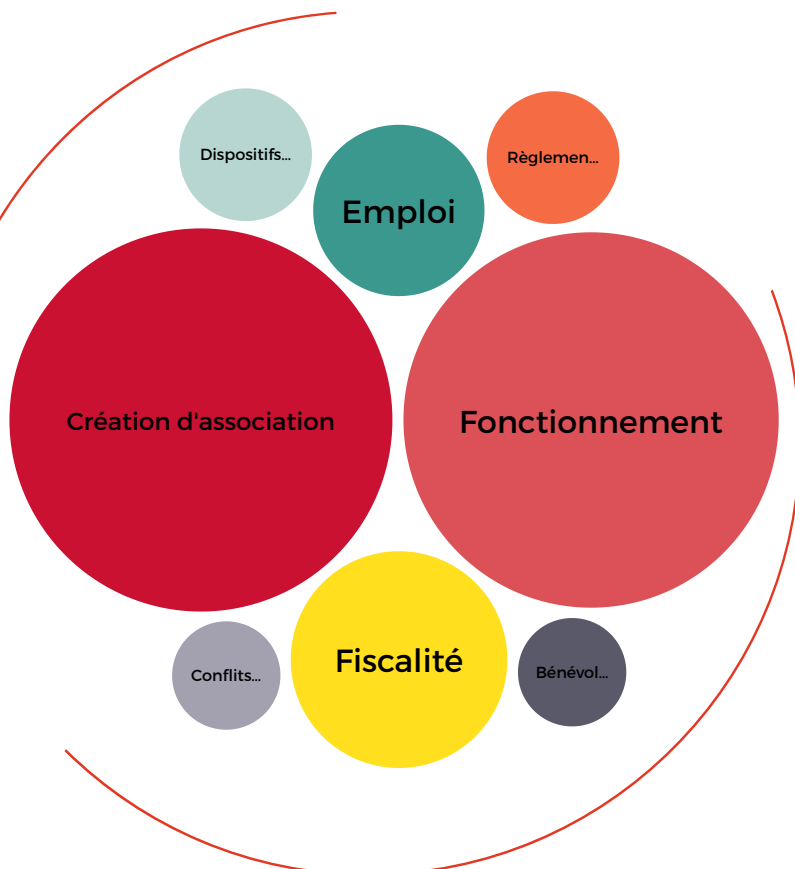 Dispositifs...
Règlemen...
Emploi
Création d'association
Fonctionnement
Fiscalité
Conflits...
Bénévol...